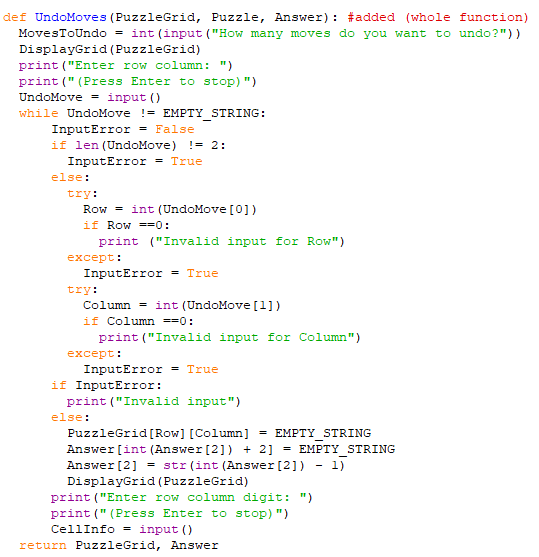 def UndoMoves(PuzzleGrid, Puzzle, Answer): #added (whole function)
  MovesToUndo = int(input("How many moves do you want to undo?"))
  DisplayGrid(PuzzleGrid)
  print("Enter row column: ")
  print("(Press Enter to stop)")
  UndoMove = input()
  while UndoMove != EMPTY_STRING:
      InputError = False
      if len(UndoMove) != 2:
        InputError = True
      else:
        try:
          Row = int(UndoMove[0])
          if Row ==0:
            print ("Invalid input for Row")
        except:
          InputError = True
        try:
          Column = int(UndoMove[1])
          if Column ==0:
            print("Invalid input for Column")
        except:
          InputError = True
      if InputError:
        print("Invalid input")
      else:
        PuzzleGrid[Row][Column] = EMPTY_STRING
        Answer[int(Answer[2]) + 2] = EMPTY_STRING
        Answer[2] = str(int(Answer[2]) - 1)
        DisplayGrid(PuzzleGrid)
      print("Enter row column digit: ")
      print("(Press Enter to stop)")
      CellInfo = input()
  return PuzzleGrid, Answer